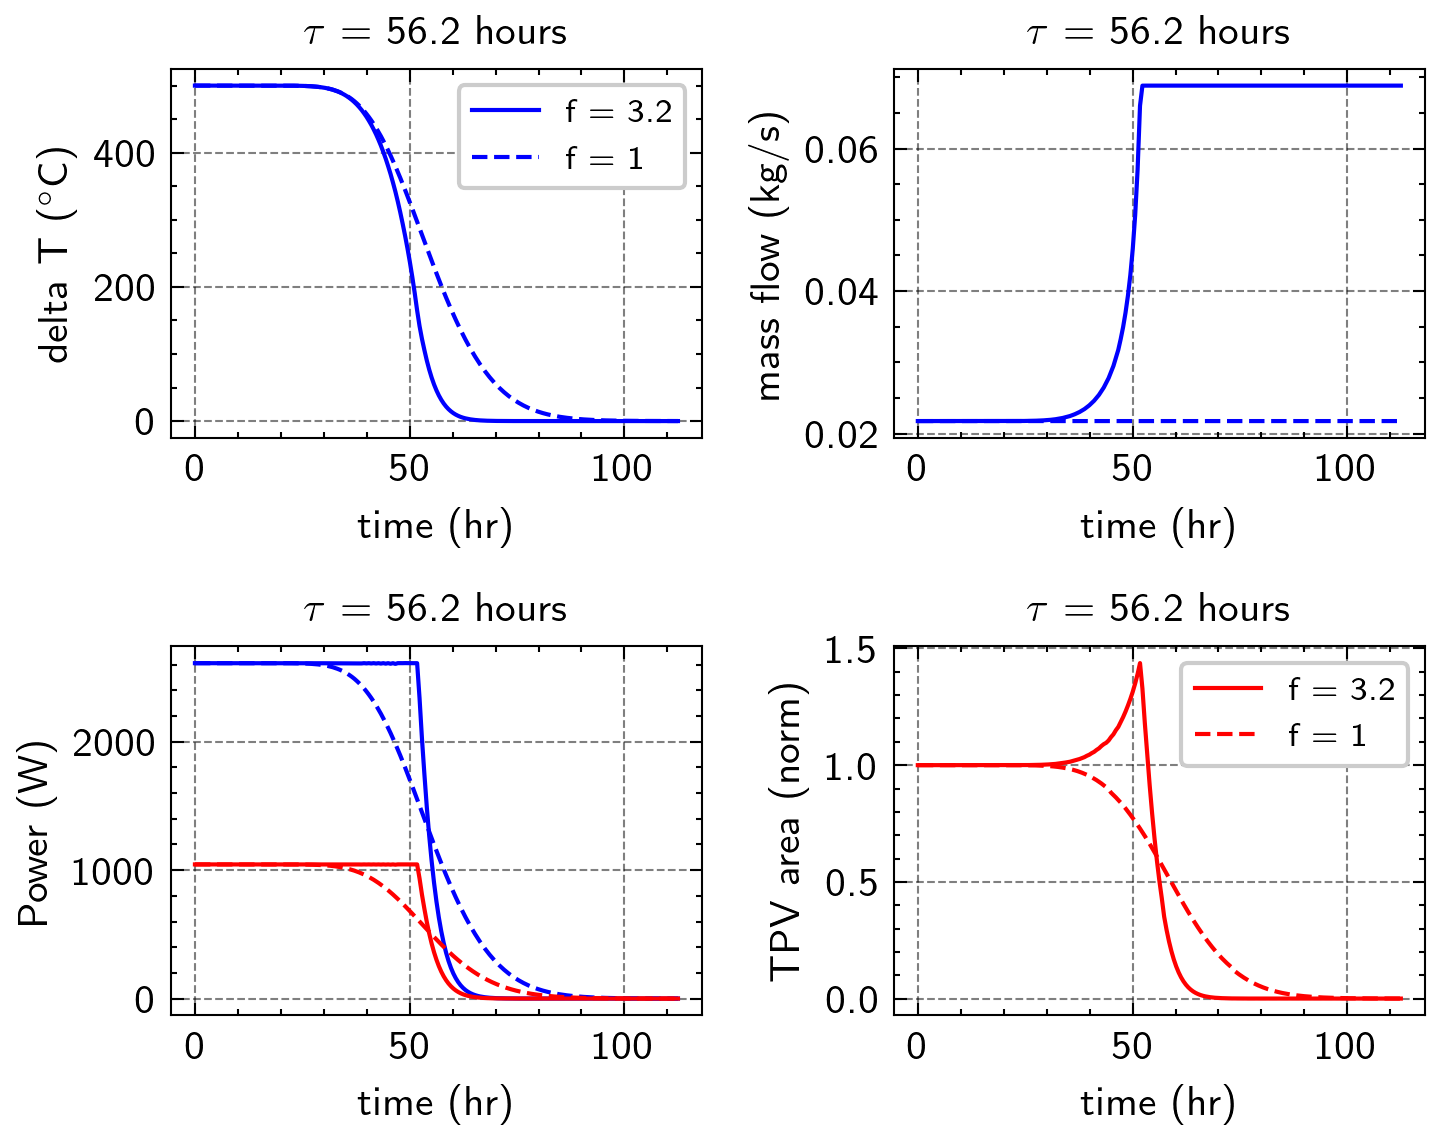 τ = 56.2 hours
delta T (°C)
400
200
0
f = 3.2
f = 1
0
50
100
time (hr)
τ = 56.2 hours
mass flow (kg/s)
0.06
0.04
0.02
0
50
100
time (hr)
τ = 56.2 hours
Power (W)
2000
1000
0
0
50
100
time (hr)
τ = 56.2 hours
TPV area (norm)
1.5
1.0
0.5
0.0
f = 3.2
f = 1
0
50
100
time (hr)